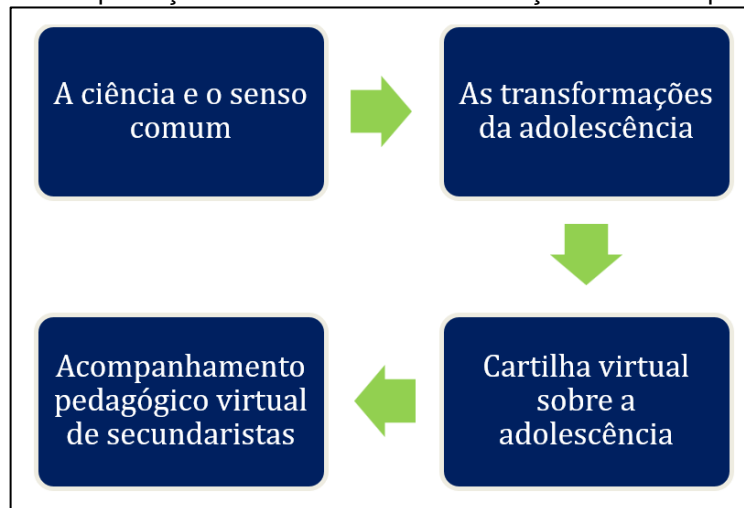 A ciência e o senso
comum
As transformações
da adolescência
Cartilha virtual
sobre a
adolescência
Acompanhamento
pedagógico virtual
de secundaristas